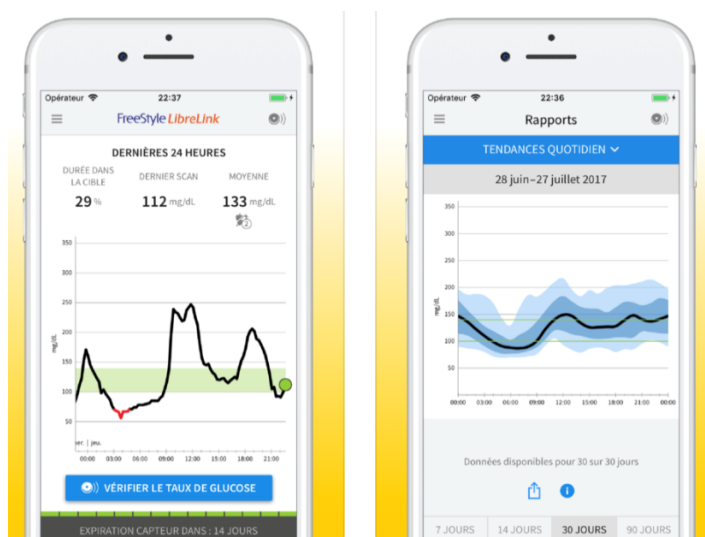 Opérateur 22:37
FreeStyle LibreLink
DERNIÈRES 24 HEURES
DURÉE DANS LA CIBLE
29 %
DERNIER SCAN
112 mg/dL
MOYENNE
133 mg/dL
2
350
300
250
200
150
100
50
mg/dL
jeu.
00:00 03:00 06:00 09:00 12:00 15:00 18:00 21:00
VÉRIFIER LE TAUX DE GLUCOSE
EXPIRATION CAPTEUR DANS : 14 JOURS
Opérateur 22:36
Rapports
TENDANCES QUOTIDIEN
28 juin–27 juillet 2017
350
300
250
200
150
100
50
mg/dL
00:00 03:00 06:00 09:00 12:00 15:00 18:00 21:00 00:00
Données disponibles pour 30 sur 30 jours
7 JOURS 14 JOURS 30 JOURS 90 JOURS